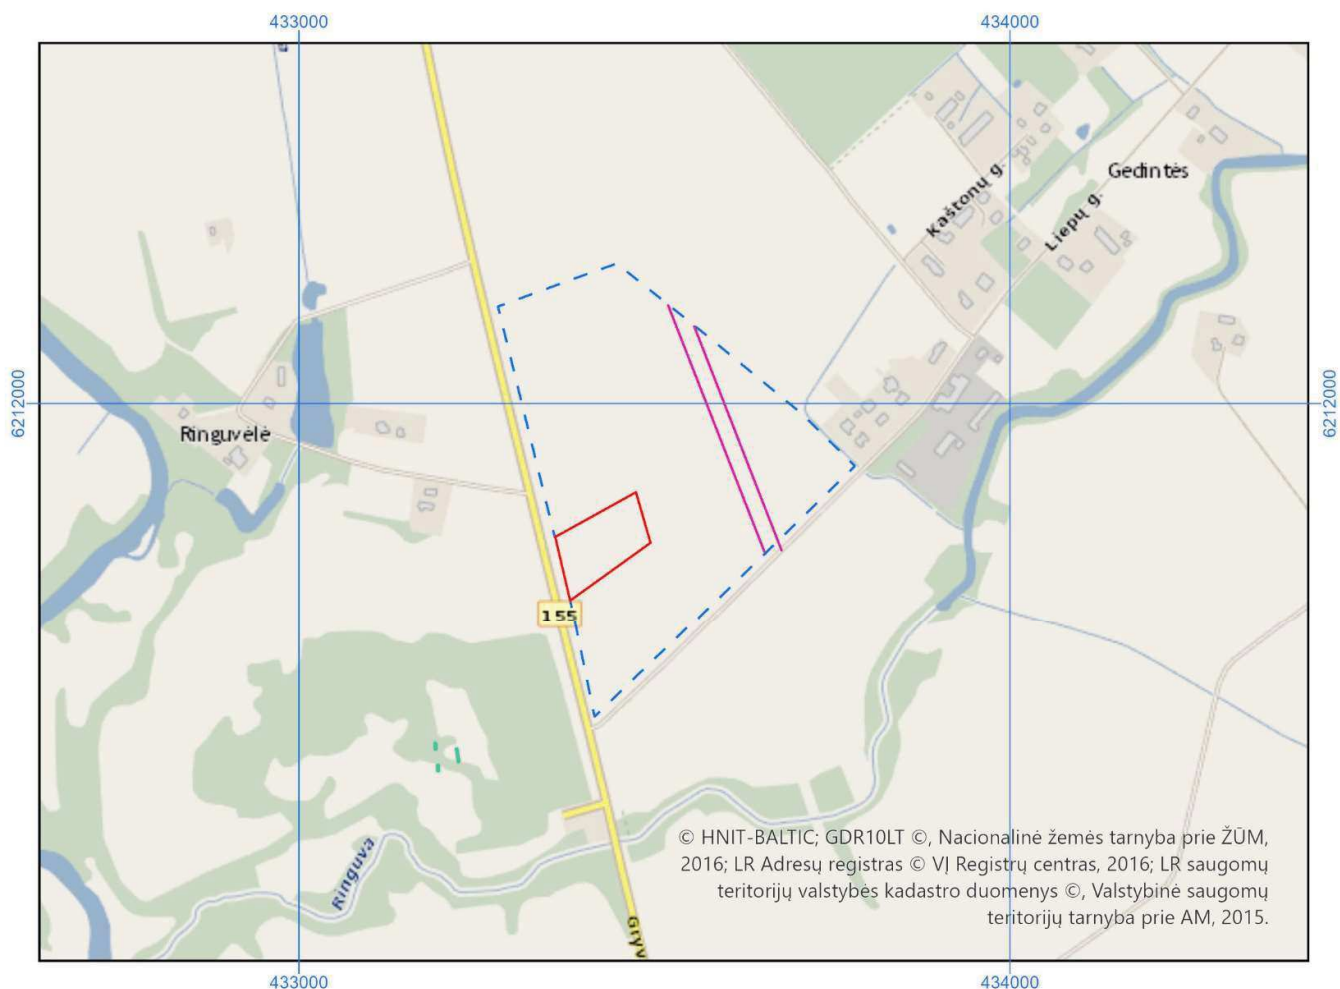 433000
434000
Gedintės
Kaštonų g.
Liepų g.
6212000
6212000
Ringuvėlė
155
© HNIT-BALTIC; GDR10LT ©, Nacionalinė žemės tarnyba prie ŽŪM,
2016; LR Adresų registras © VĮ Registrų centras, 2016; LR saugomų
teritorijų valstybės kadastro duomenys ©, Valstybinė saugomų
teritorijų tarnyba prie AM, 2015.
Ringuva
Gryv
433000
434000